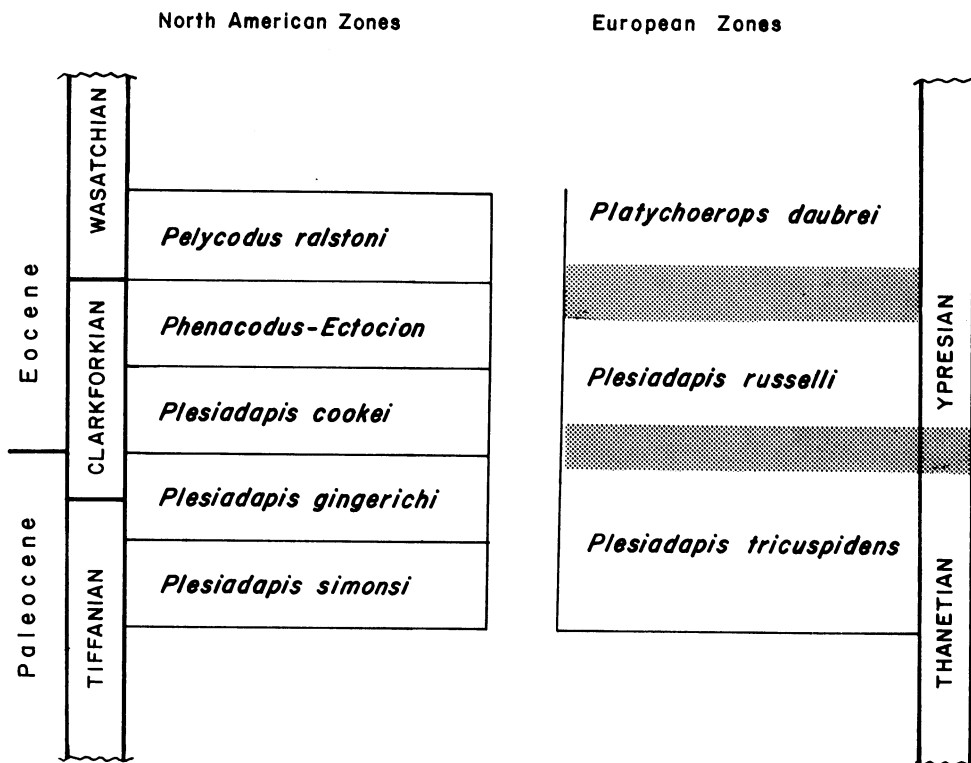 North American Zones
European Zones
Eocene
Paleocene
WASATCHIAN
CLARKFORKIAN
TIFFANIAN
Pelycodus ralstoni
Phenacodus-Ectocion
Plesiadapis cookei
Plesiadapis gingerichi
Plesiadapis simonsi
Platychoerops daubrei
Plesiadapis russelli
Plesiadapis tricuspidens
YPRESIAN
THANETIAN